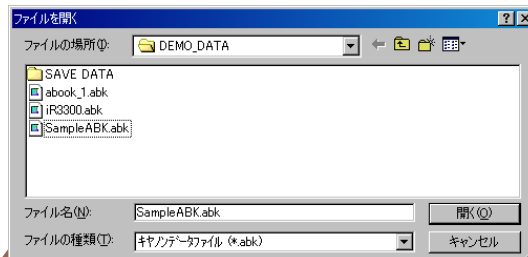 ファイルを開く
ファイルの場所(I):
DEMO_DATA
SAVE DATA
abook_1.abk
iR3300.abk
SampleABK.abk
ファイル名(N):
SampleABK.abk
開く(O)
ファイルの種類(T):
キヤノンデータファイル (*.abk)
キャンセル